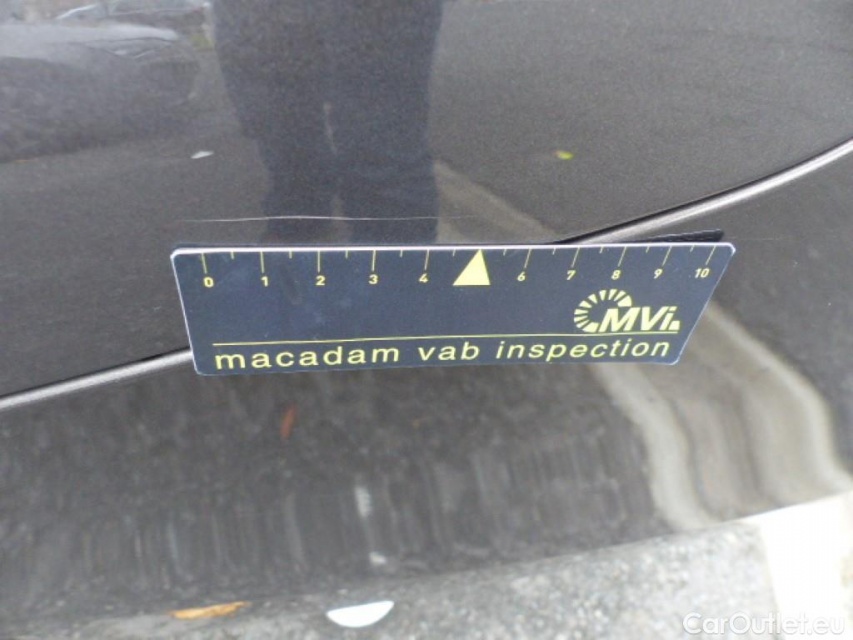 0 1 2 3 4 6 7 8 9 10
MVi.
macadam vab inspection
CarOutlet.eu